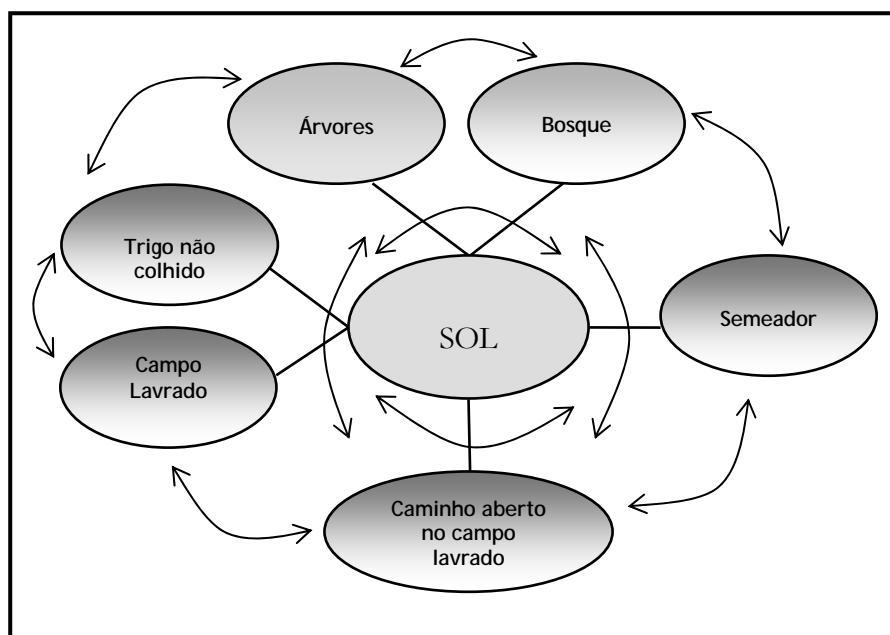 Árvores
Bosque
Trigo não
colhido
SOL
Semeador
Campo
Lavrado
Caminho aberto
no campo
lavrado